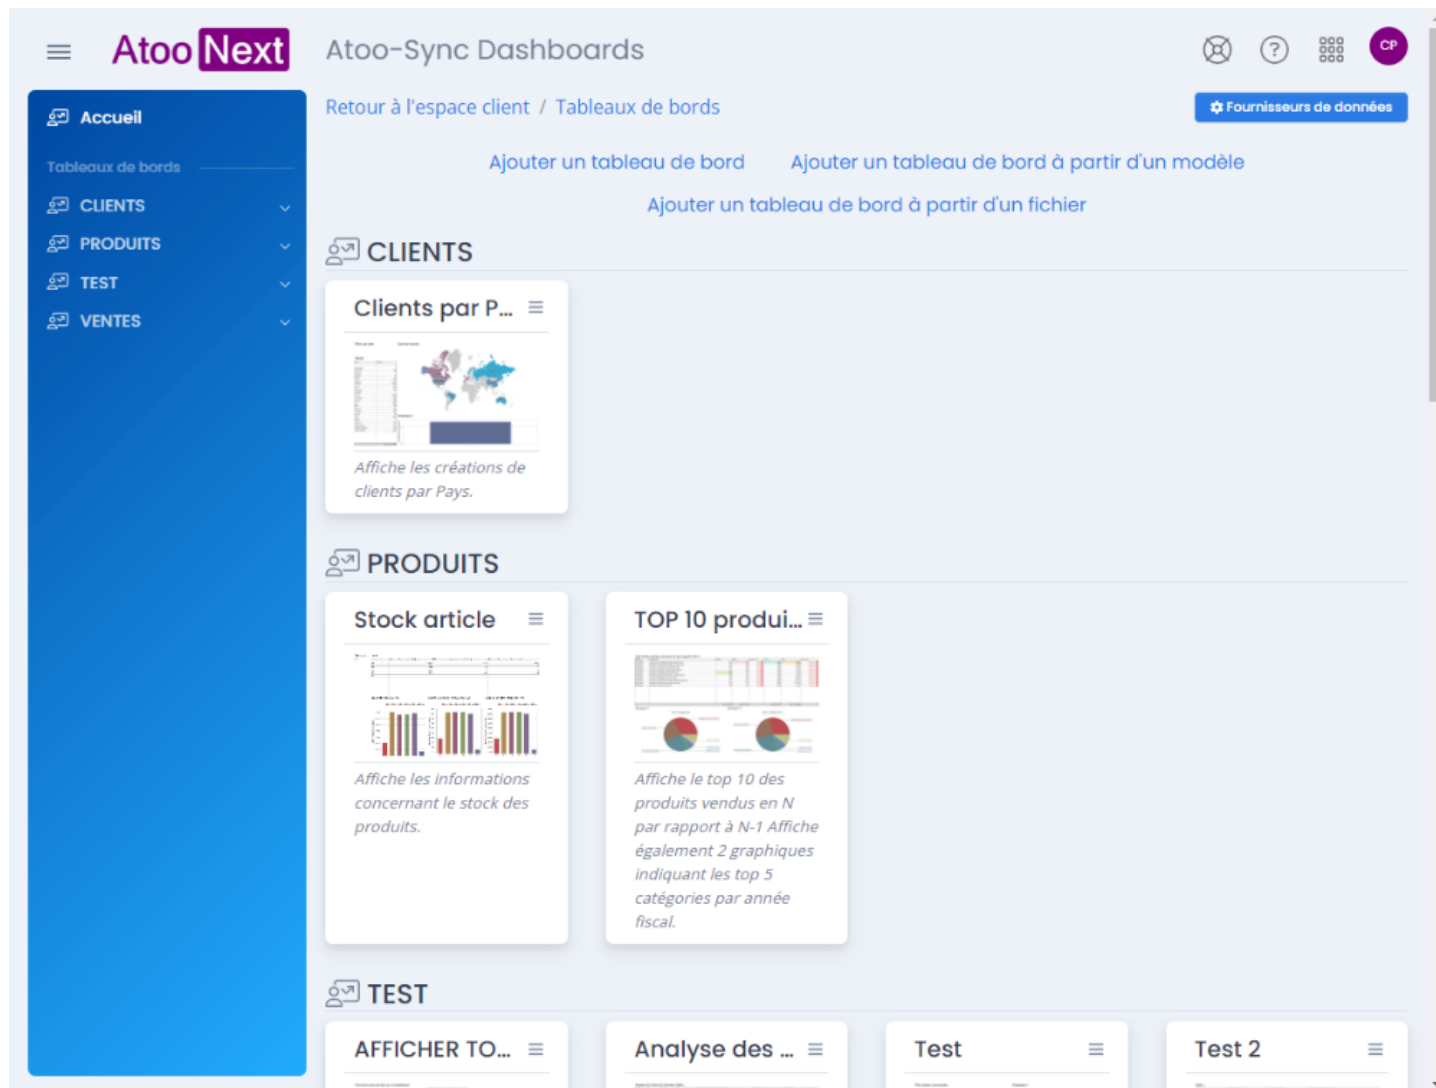 Atoo Next
Atoo-Sync Dashboards
CP
Accueil
Tableaux de bords
CLIENTS
PRODUITS
TEST
VENTES
Retour à l'espace client / Tableaux de bords
Fournisseurs de données
Ajouter un tableau de bord
Ajouter un tableau de bord à partir d'un modèle
Ajouter un tableau de bord à partir d'un fichier
CLIENTS
Clients par P...
Affiche les créations de
clients par Pays.
PRODUITS
Stock article
Affiche les informations
concernant le stock des
produits.
TOP 10 produi...
Affiche le top 10 des
produits vendus en N
par rapport à N-1 Affiche
également 2 graphiques
indiquant les top 5
catégories par année
fiscal.
TEST
AFFICHER TO...
Analyse des ...
Test
Test 2